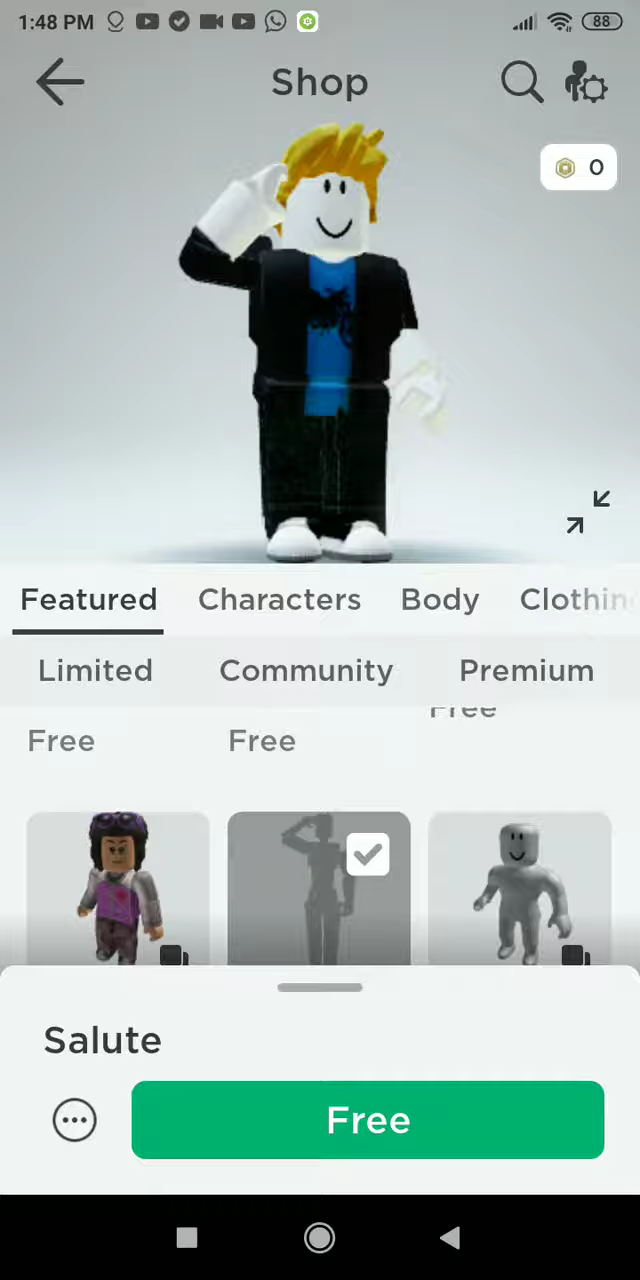 1:48 PM 88
Shop
0
Featured Characters Body Clothin
Limited Community Premium
Free
Free Free
Salute
Free